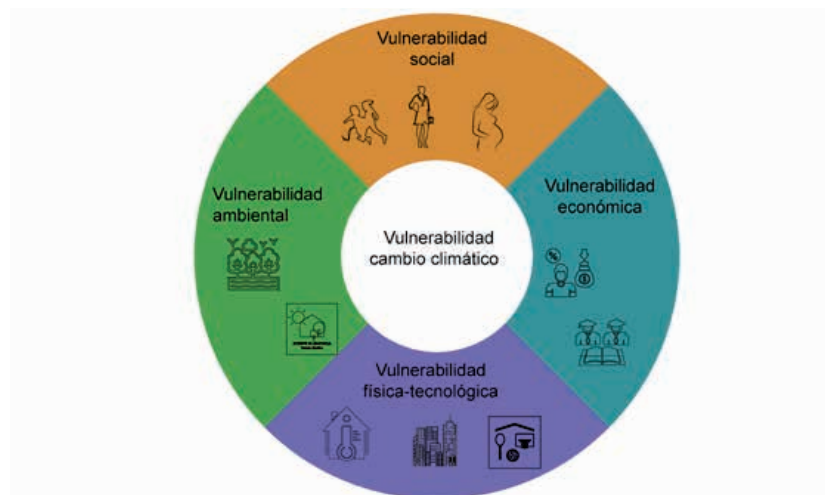 Vulnerabilidad
social
Vulnerabilidad
económica
Vulnerabilidad
ambiental
Vulnerabilidad
cambio climático
%
$
Vulnerabilidad
física-tecnológica